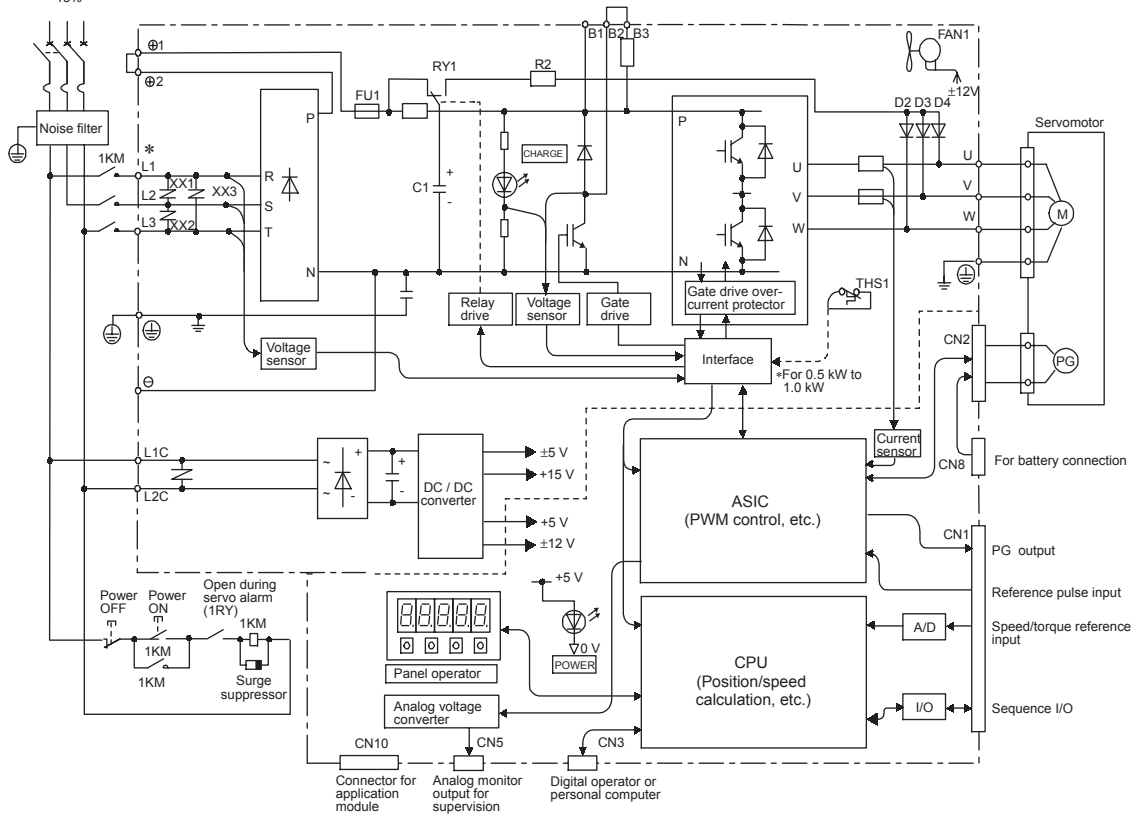 ⊕1
⊕2
B1 B2 B3
FAN1
±12V
RY1
R2
FU1
D2 D3 D4
Servomotor
Noise filter
1KM
*
L1
L2
L3
XX1
XX2
XX3
P
R
S
T
N
CHARGE
C1
+
-
P
N
U
V
W
U
V
W
M
Relay drive
Voltage sensor
Gate drive
Gate drive over-
current protector
THS1
Interface
*For 0.5 kW to
1.0 kW
CN2
PG
Voltage
sensor
⊖
L1C
L2C
~
~
+
-
+
-
DC / DC
converter
±5 V
+15 V
+5 V
±12 V
Current
sensor
CN8
For battery connection
ASIC
(PWM control, etc.)
CN1
PG output
Reference pulse input
A/D
Speed/torque reference
input
I/O
Sequence I/O
CPU
(Position/speed
calculation, etc.)
+5 V
0 V
POWER
8.8.8.8.8.
Panel operator
Analog voltage
converter
Power
OFF
Power
ON
Open during
servo alarm
(1RY)
1KM
1KM
1KM
Surge
suppressor
CN10
Connector for
application
module
CN5
Analog monitor
output for
supervision
CN3
Digital operator or
personal computer